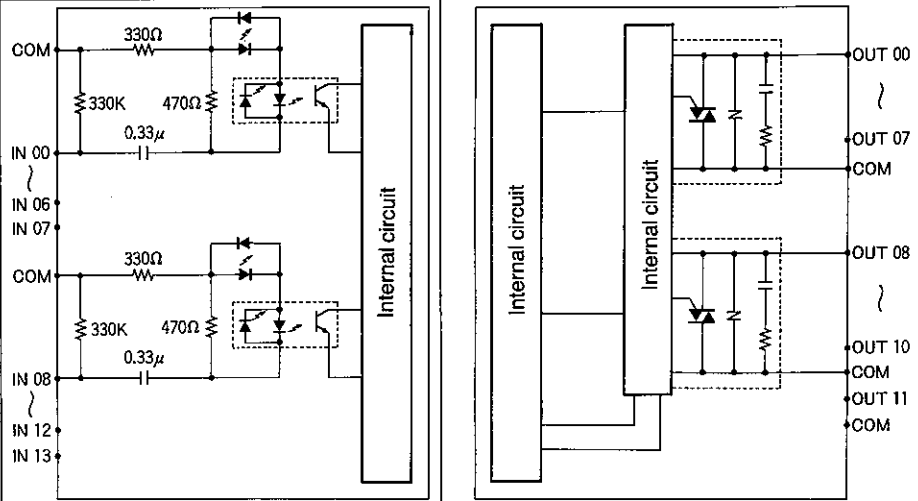 330Ω
COM
330K
470Ω
0.33μ
IN 00
IN 06
IN 07
330Ω
COM
330K
470Ω
0.33μ
IN 08
IN 12
IN 13
Internal circuit
Internal circuit
Internal circuit
OUT 00
OUT 07
COM
OUT 08
OUT 10
COM
OUT 11
COM